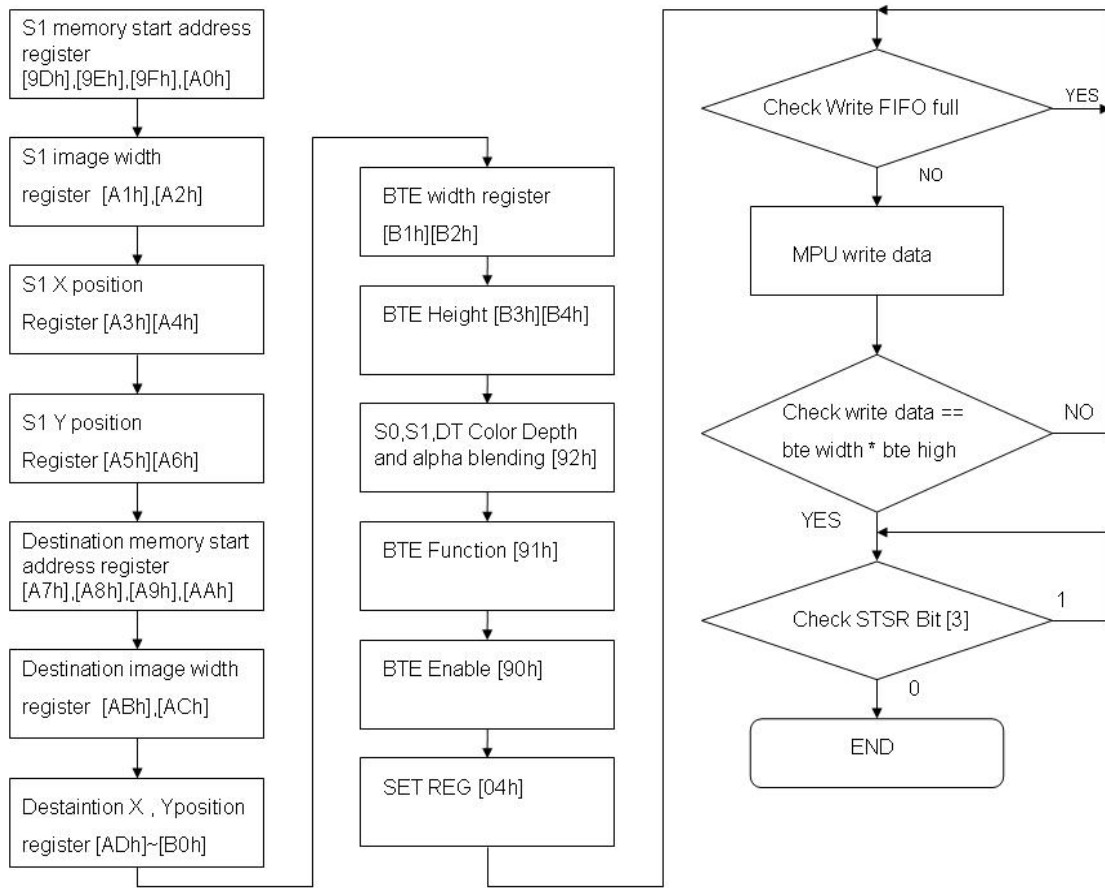 S1 memory start address
register
[9Dh],[9Eh],[9Fh],[A0h]
S1 image width
register  [A1h],[A2h]
S1 X position
Register [A3h][A4h]
S1 Y position
Register [A5h][A6h]
Destination memory start
address register
[A7h],[A8h],[A9h],[AAh]
Destination image width
register  [ABh],[ACh]
Destaintion X , Yposition
register [ADh]~[B0h]
BTE width register
[B1h][B2h]
BTE Height [B3h][B4h]
S0,S1,DT Color Depth
and alpha blending [92h]
BTE Function [91h]
BTE Enable [90h]
SET REG [04h]
Check Write FIFO full
YES
NO
MPU write data
Check write data ==
bte width * bte high
NO
YES
Check STSR Bit [3]
1
0
END